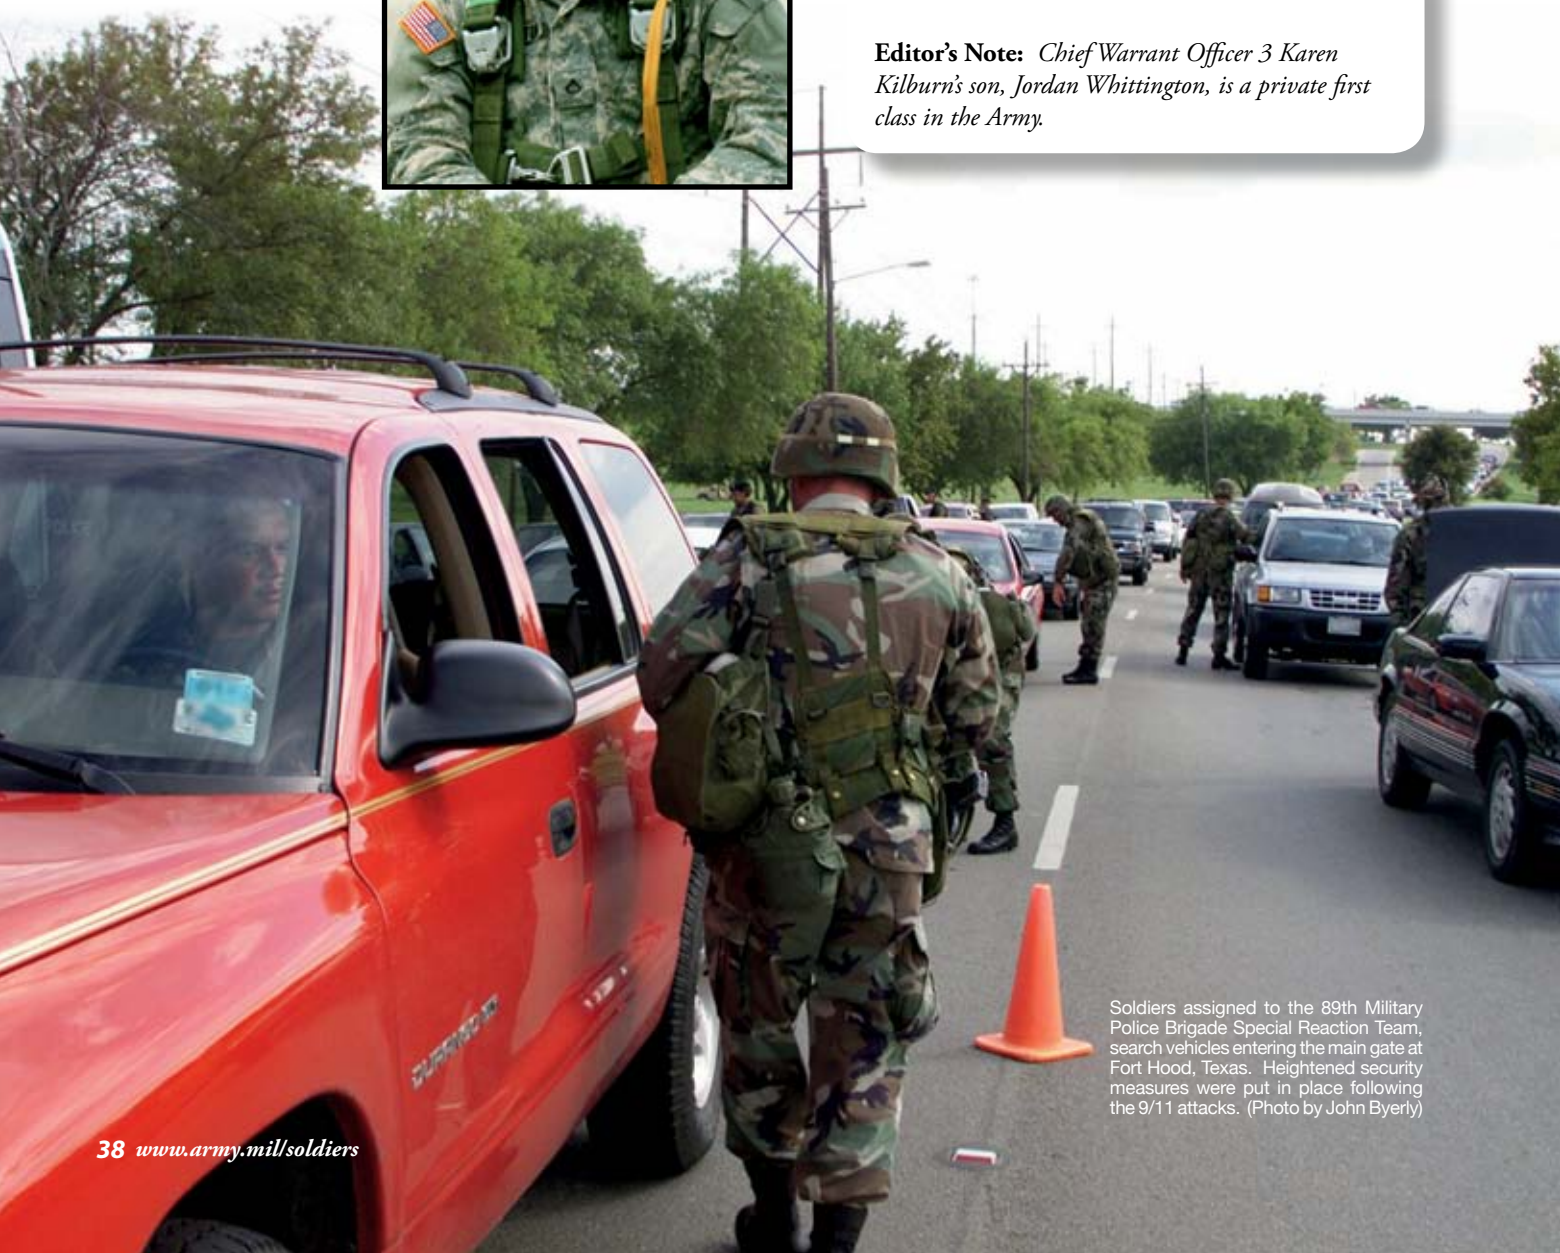 Editor's Note: Chief Warrant Officer 3 Karen
Kilburn's son, Jordan Whittington, is a private first
class in the Army.
DURANGO
Soldiers assigned to the 89th Military
Police Brigade Special Reaction Team,
search vehicles entering the main gate at
Fort Hood, Texas. Heightened security
measures were put in place following
the 9/11 attacks. (Photo by John Byerly)
38 www.army.mil/soldiers